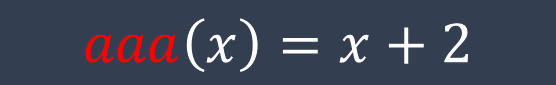 aaa(x) = x + 2